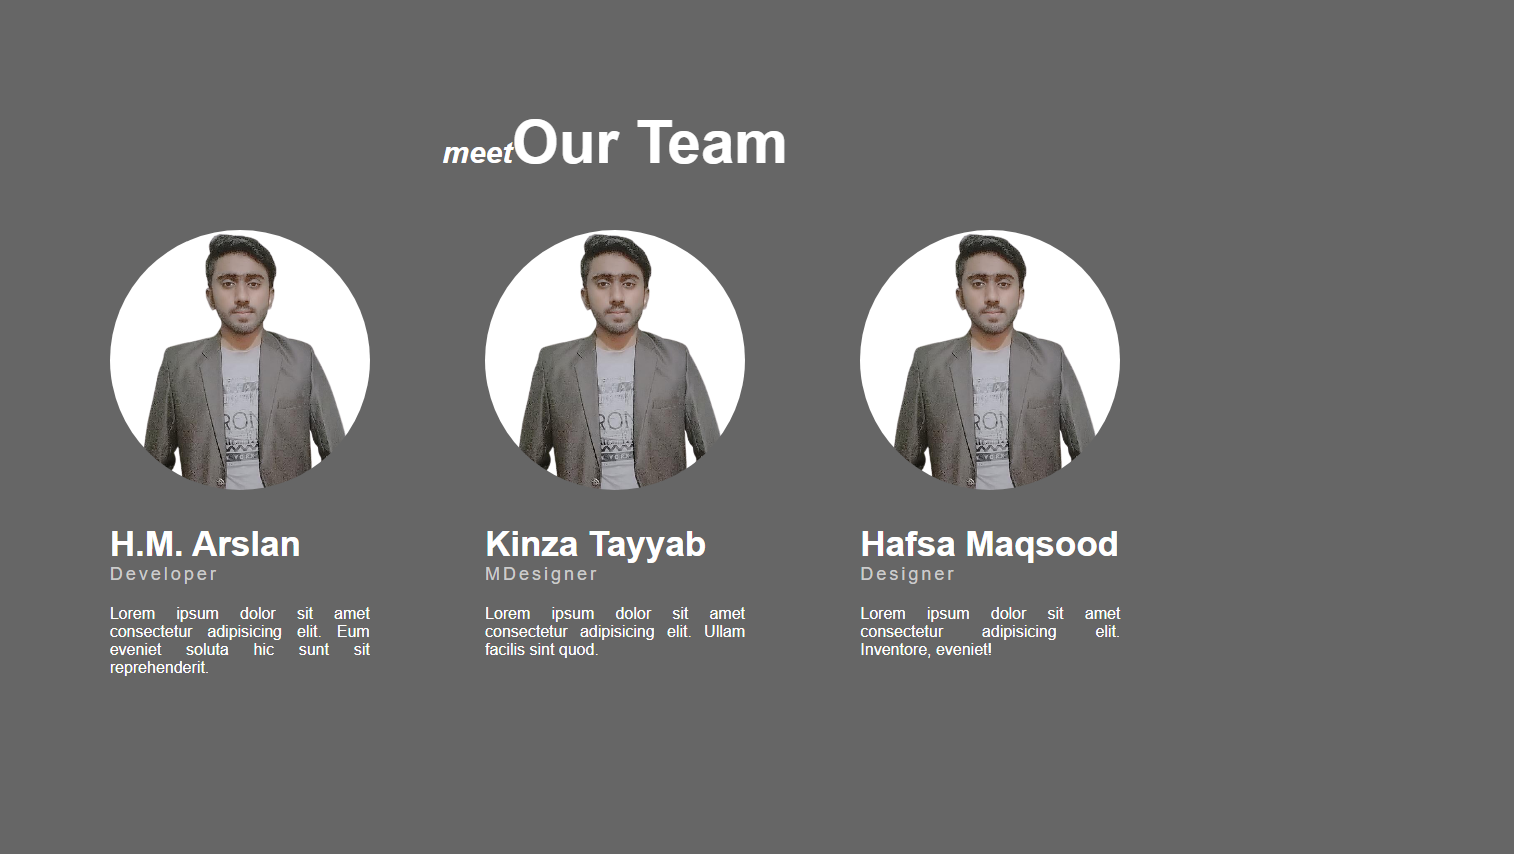 meetOur Team
H.M. Arslan
Developer
Lorem ipsum dolor sit amet
consectetur adipisicing elit. Eum
eveniet soluta hic sunt sit
reprehenderit.
Kinza Tayyab
MDesigner
Lorem ipsum dolor sit amet
consectetur adipisicing elit. Ullam
facilis sint quod.
Hafsa Maqsood
Designer
Lorem ipsum dolor sit amet
consectetur adipisicing elit.
Inventore, eveniet!